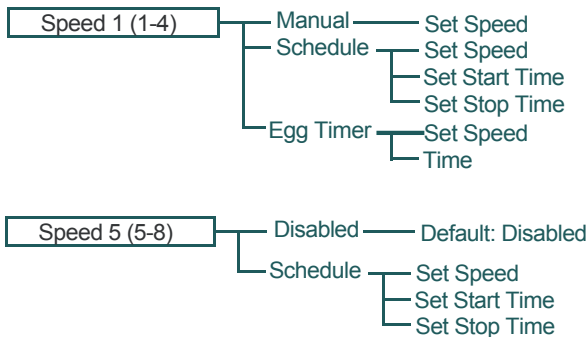 Speed 1 (1-4) Manual Set Speed
Schedule Set Speed
Set Start Time
Set Stop Time
Egg Timer Set Speed
Time
Speed 5 (5-8) Disabled Default: Disabled
Schedule Set Speed
Set Start Time
Set Stop Time